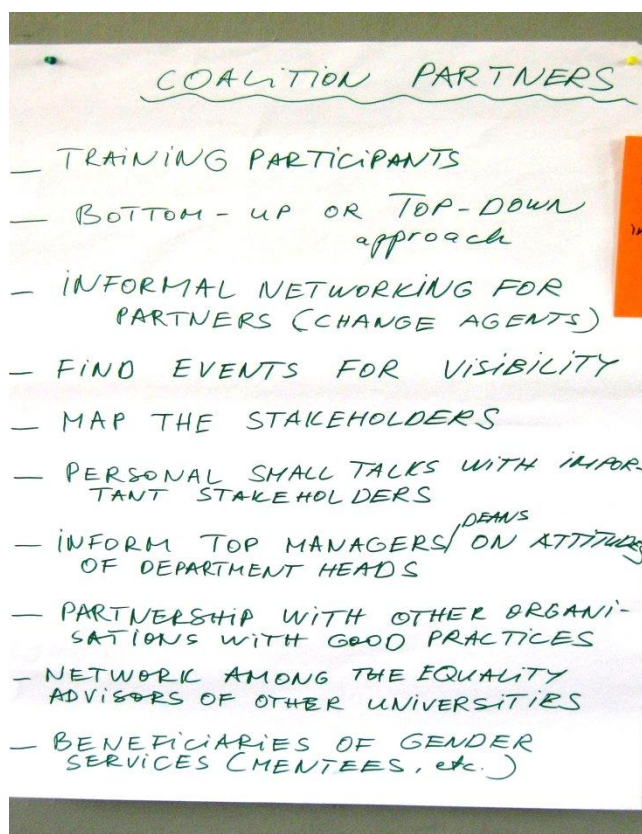 COALITION PARTNERS
— TRAINING PARTICIPANTS
— BOTTOM-UP OR TOP-DOWN
approach
— INFORMAL NETWORKING FOR
PARTNERS (CHANGE AGENTS)
— FIND EVENTS FOR VISIBILITY
— MAP THE STAKEHOLDERS
— PERSONAL SMALL TALKS WITH IMPOR-
TANT STAKEHOLDERS
— INFORM TOP MANAGERS/DEANS ON ATTITUDES
OF DEPARTMENT HEADS
— PARTNERSHIP WITH OTHER ORGANI-
SATIONS WITH GOOD PRACTICES
— NETWORK AMONG THE EQUALITY
ADVISORS OF OTHER UNIVERSITIES
— BENEFICIARIES OF GENDER
SERVICES (MENTEES, etc.)